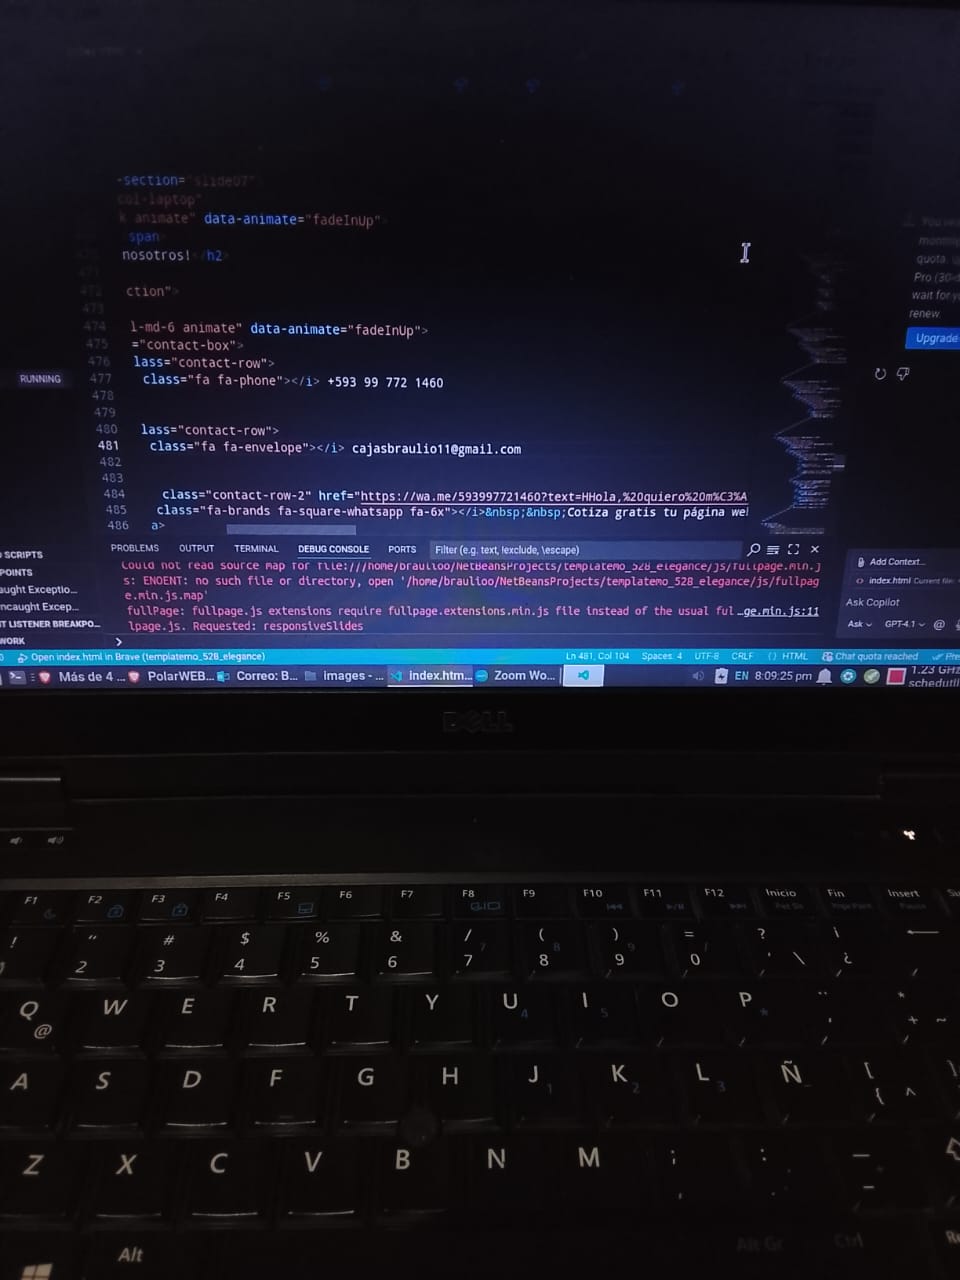 -section="slide07"
col-laptop"
k animate" data-animate="fadeInUp">
span>
nosotros!</h2>
471
472 ction">
473
474 l-md-6 animate" data-animate="fadeInUp">
475 ="contact-box">
476 lass="contact-row">
RUNNING
477 class="fa fa-phone"></i> +593 99 772 1460
478
479
480 lass="contact-row">
481 class="fa fa-envelope"></i> cajasbraulio11@gmail.com
482
483
484 class="contact-row-2" href="https://wa.me/593997721460?text=HHola,%20quiero%20m%C3%A
485 class="fa-brands fa-square-whatsapp fa-6x"></i>&nbsp;&nbsp;Cotiza gratis tu página we
486 a>
quota.
Pro (30-
wait for yo
renew.
Upgrade
SCRIPTS
POINTS
aught Exceptio...
ncaught Excep...
T LISTENER BREAKPO...
WORK
PROBLEMS OUTPUT TERMINAL DEBUG CONSOLE PORTS Filter (e.g. text, !exclude, \escape)
Could not read source map for file:///home/braulioo/NetBeansProjects/templatemo_528_elegance/js/fullpage.min.j
s: ENOENT: no such file or directory, open '/home/braulioo/NetBeansProjects/templatemo_528_elegance/js/fullpag
e.min.js.map'
fullPage: fullpage.js extensions require fullpage.extensions.min.js file instead of the usual ful …ge.min.js:11
lpage.js. Requested: responsiveSlides
>
Add Context...
<> index.html Current file
Ask Copilot
Ask GPT-4.1 @
Open index.html in Brave (templatemo_528_elegance) Ln 481, Col 104 Spaces: 4 UTF-8 CRLF {} HTML Chat quota reached Pre
Más de 4 ... PolarWEB... Correo: B... images - ... index.htm... Zoom Wo... EN 8:09:25 pm 1.23 GHz
schedutil
DELL
F1 F2 F3 F4 F5 F6 F7 F8 F9 F10 F11 F12 Inicio Fin Insert
! " # $ % & / 7 ( 8 ) 9 = / ? ¡
2 3 4 5 6 7 8 9 0 ' \ ¿
Q W E R T Y U 4 I 5 O P * ¨ *
@ + ~
A S D F G H J 1 K 2 L 3 Ñ [ ]
{ ^
Z X C V B N M ; : _
, . -
Alt Alt Gr Ctrl